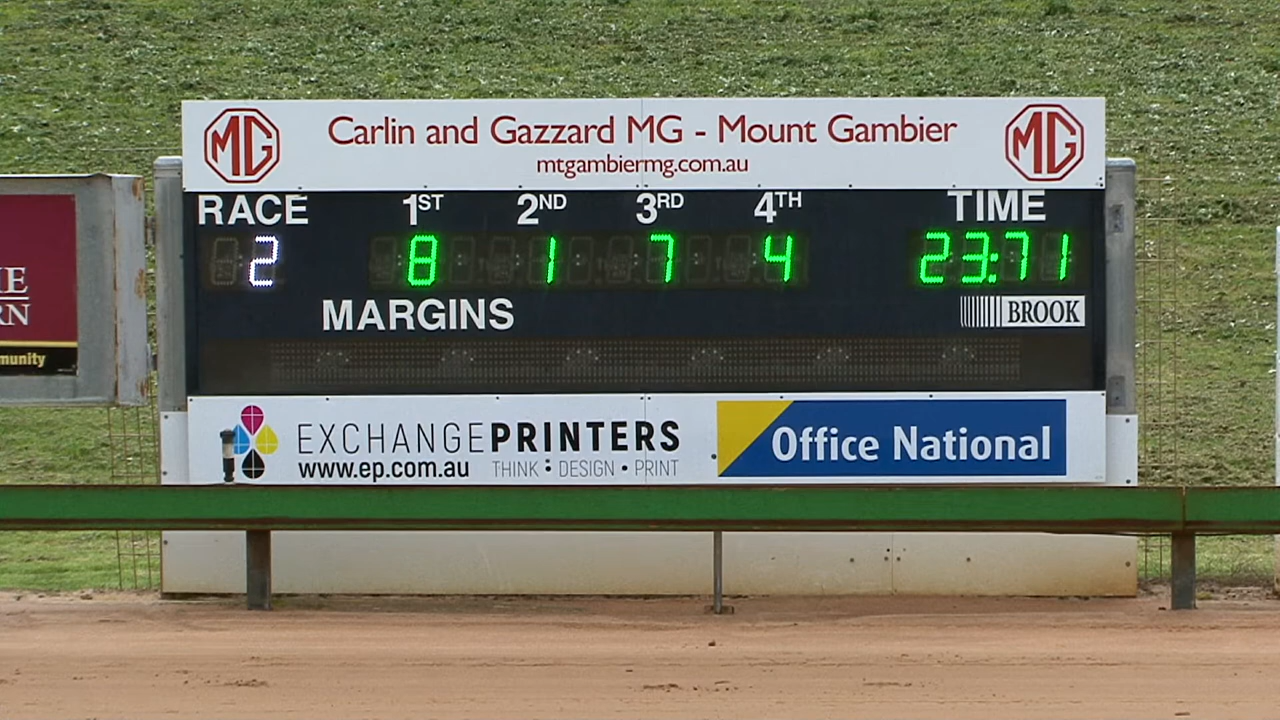 MG Carlin and Gazzard MG - Mount Gambier MG
mtgambiermg.com.au
RACE 1ST 2ND 3RD 4TH TIME
2 8 1 7 4 23:71
MARGINS
BROOK
EXCHANGEPRINTERS
www.ep.com.au THINK : DESIGN • PRINT
Office National
munity